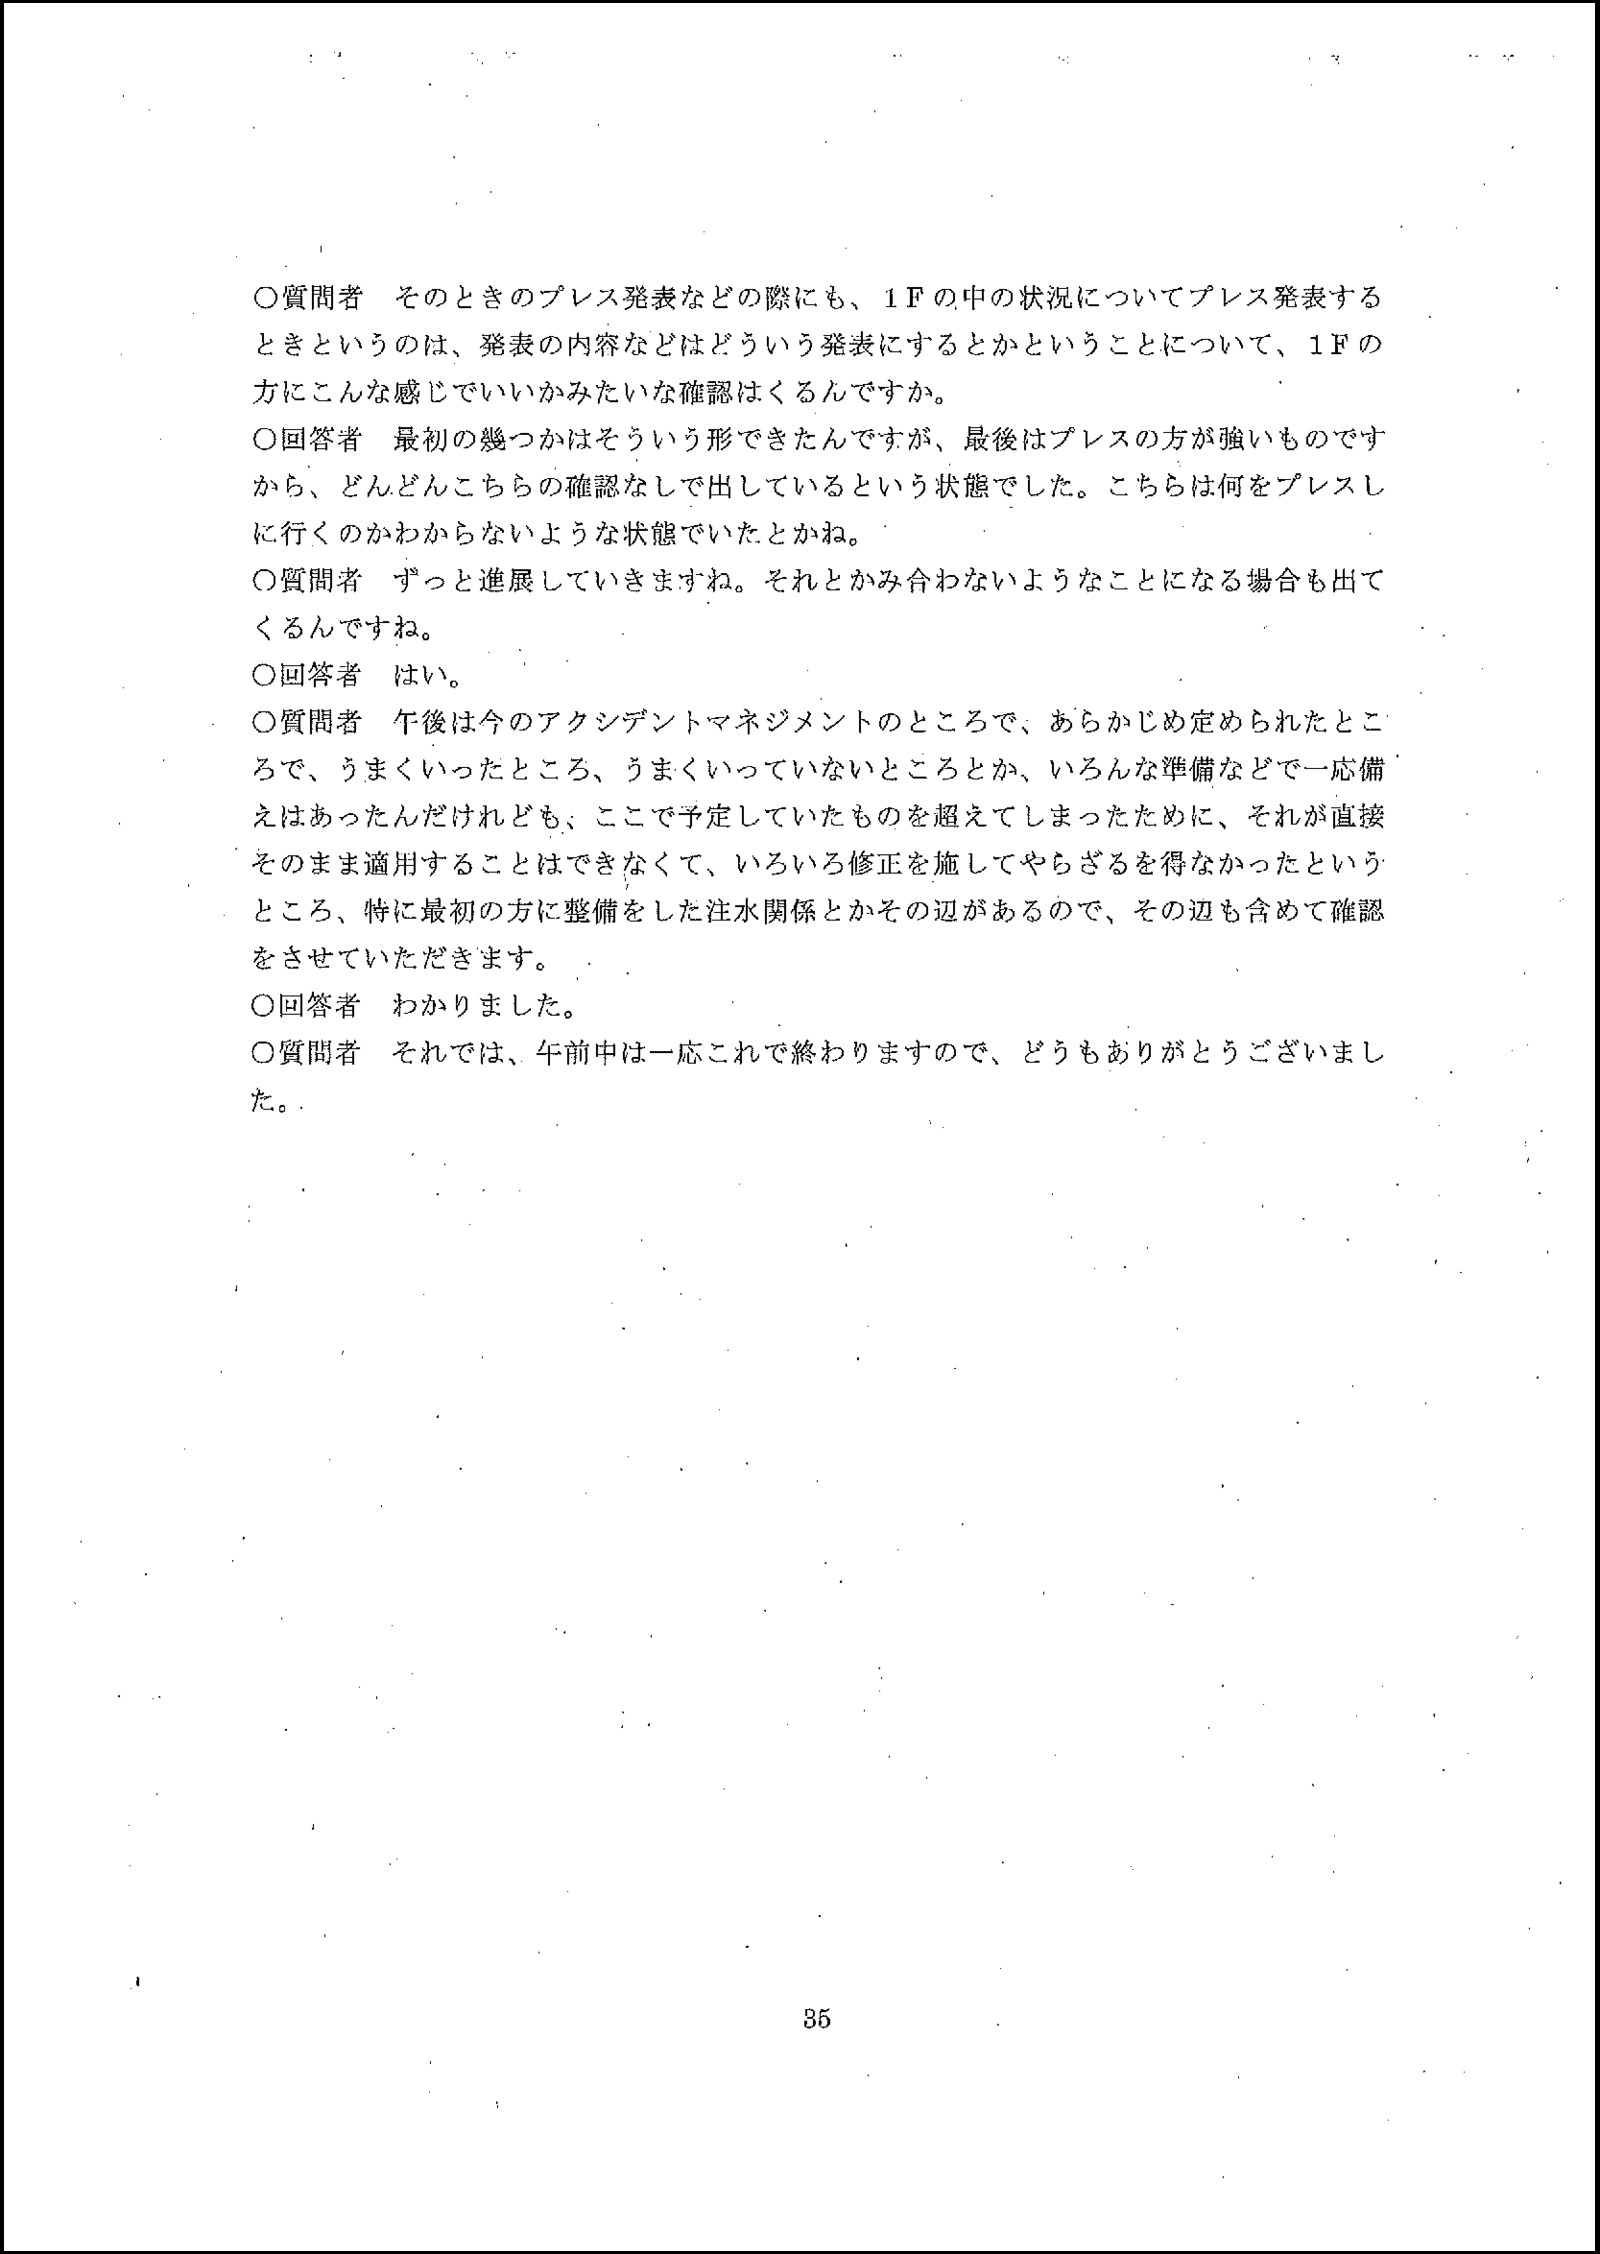 ○質問者　そのときのプレス発表などの際にも、１Ｆの中の状況についてプレス発表する
ときというのは、発表の内容などはどういう発表にするとかということについて、１Ｆの
方にこんな感じでいいかみたいな確認はくるんですか。
○回答者　最初の幾つかはそういう形できたんですが、最後はプレスの方が強いものです
から、どんどんこちらの確認なしで出しているという状態でした。こちらは何をプレスし
に行くのかわからないような状態でいたとかね。
○質問者　ずっと進展していきますね。それとかみ合わないようなことになる場合も出て
くるんですね。
○回答者　はい。
○質問者　午後は今のアクシデントマネジメントのところで、あらかじめ定められたとこ
ろで、うまくいったところ、うまくいっていないところとか、いろんな準備などで一応備
えはあったんだけれども、ここで予定していたものを超えてしまったために、それが直接
そのまま適用することはできなくて、いろいろ修正を施してやらざるを得なかったという
ところ、特に最初の方に整備をした注水関係とかその辺があるので、その辺も含めて確認
をさせていただきます。
○回答者　わかりました。
○質問者　それでは、午前中は一応これで終わりますので、どうもありがとうございまし
た。
35